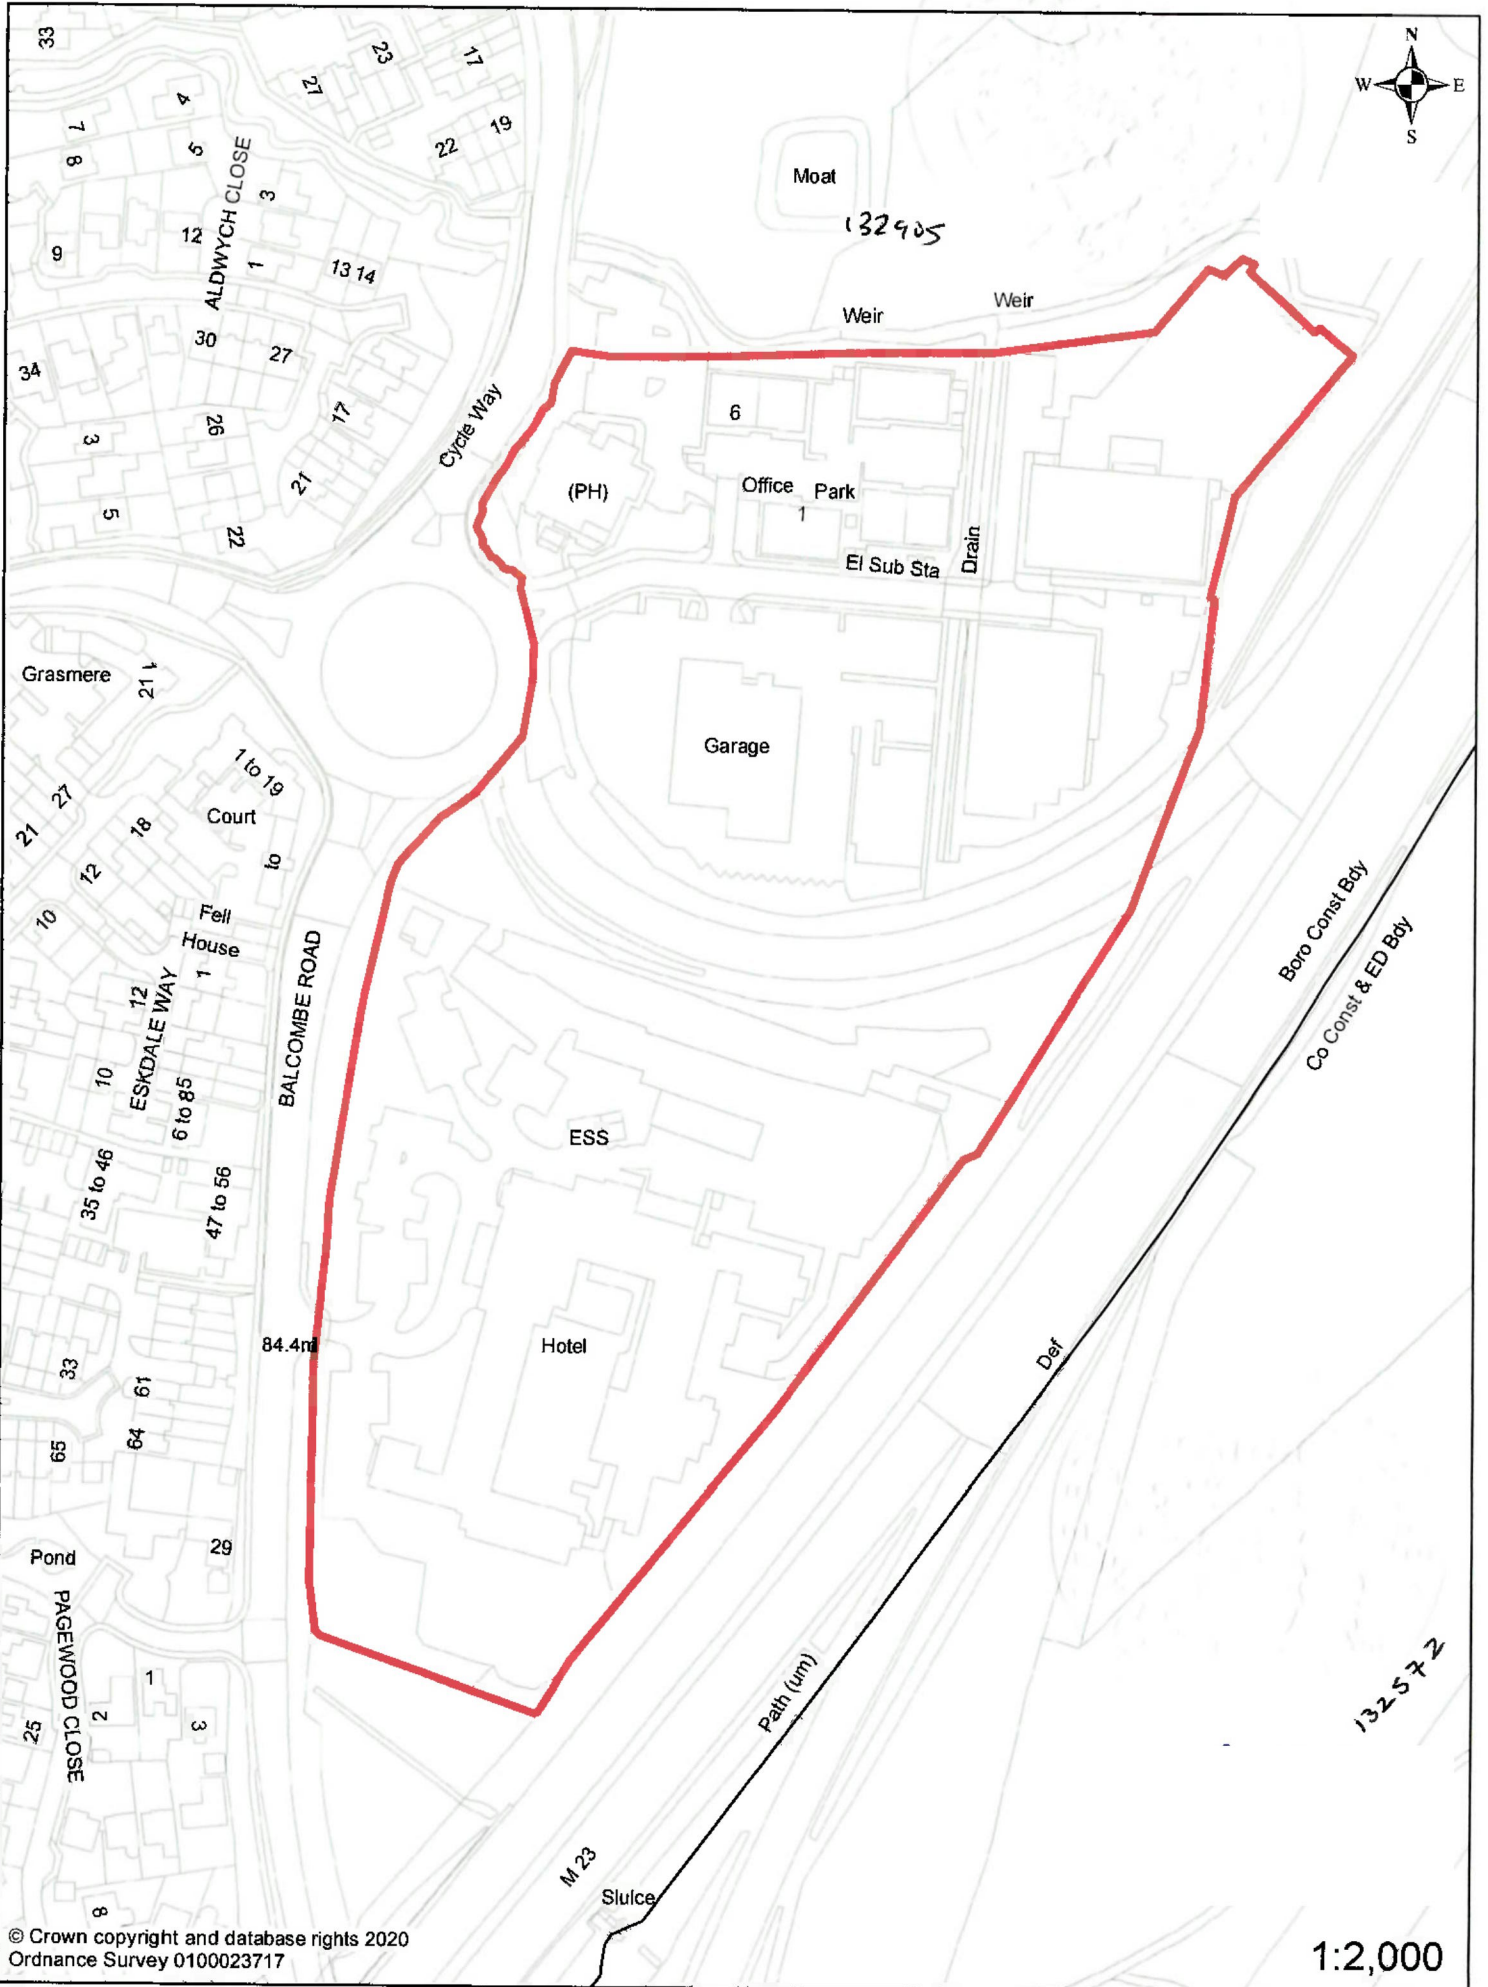 N
W E
S
33
23
17
27
4
7
5
8
22
19
ALDWYCH CLOSE
3
Moat
132905
12
9
1
13 14
Weir
Weir
30
27
34
17
Cycle Way
6
3
26
21
(PH)
Office Park
1
5
22
Drain
El Sub Sta
Grasmere
21
Garage
1 to 19
27
Court
21
18
to
12
10
Fell
House
1
BALCOMBE ROAD
Boro Const Bdy
Co Const & ED Bdy
12
ESKDALE WAY
10
6 to 85
ESS
35 to 46
47 to 56
84.4m
Hotel
Def
33
61
64
65
29
Pond
PAGEWOOD CLOSE
1
2
3
25
Path (um)
132572
M 23
Sluice
8
© Crown copyright and database rights 2020
Ordnance Survey 0100023717
1:2,000